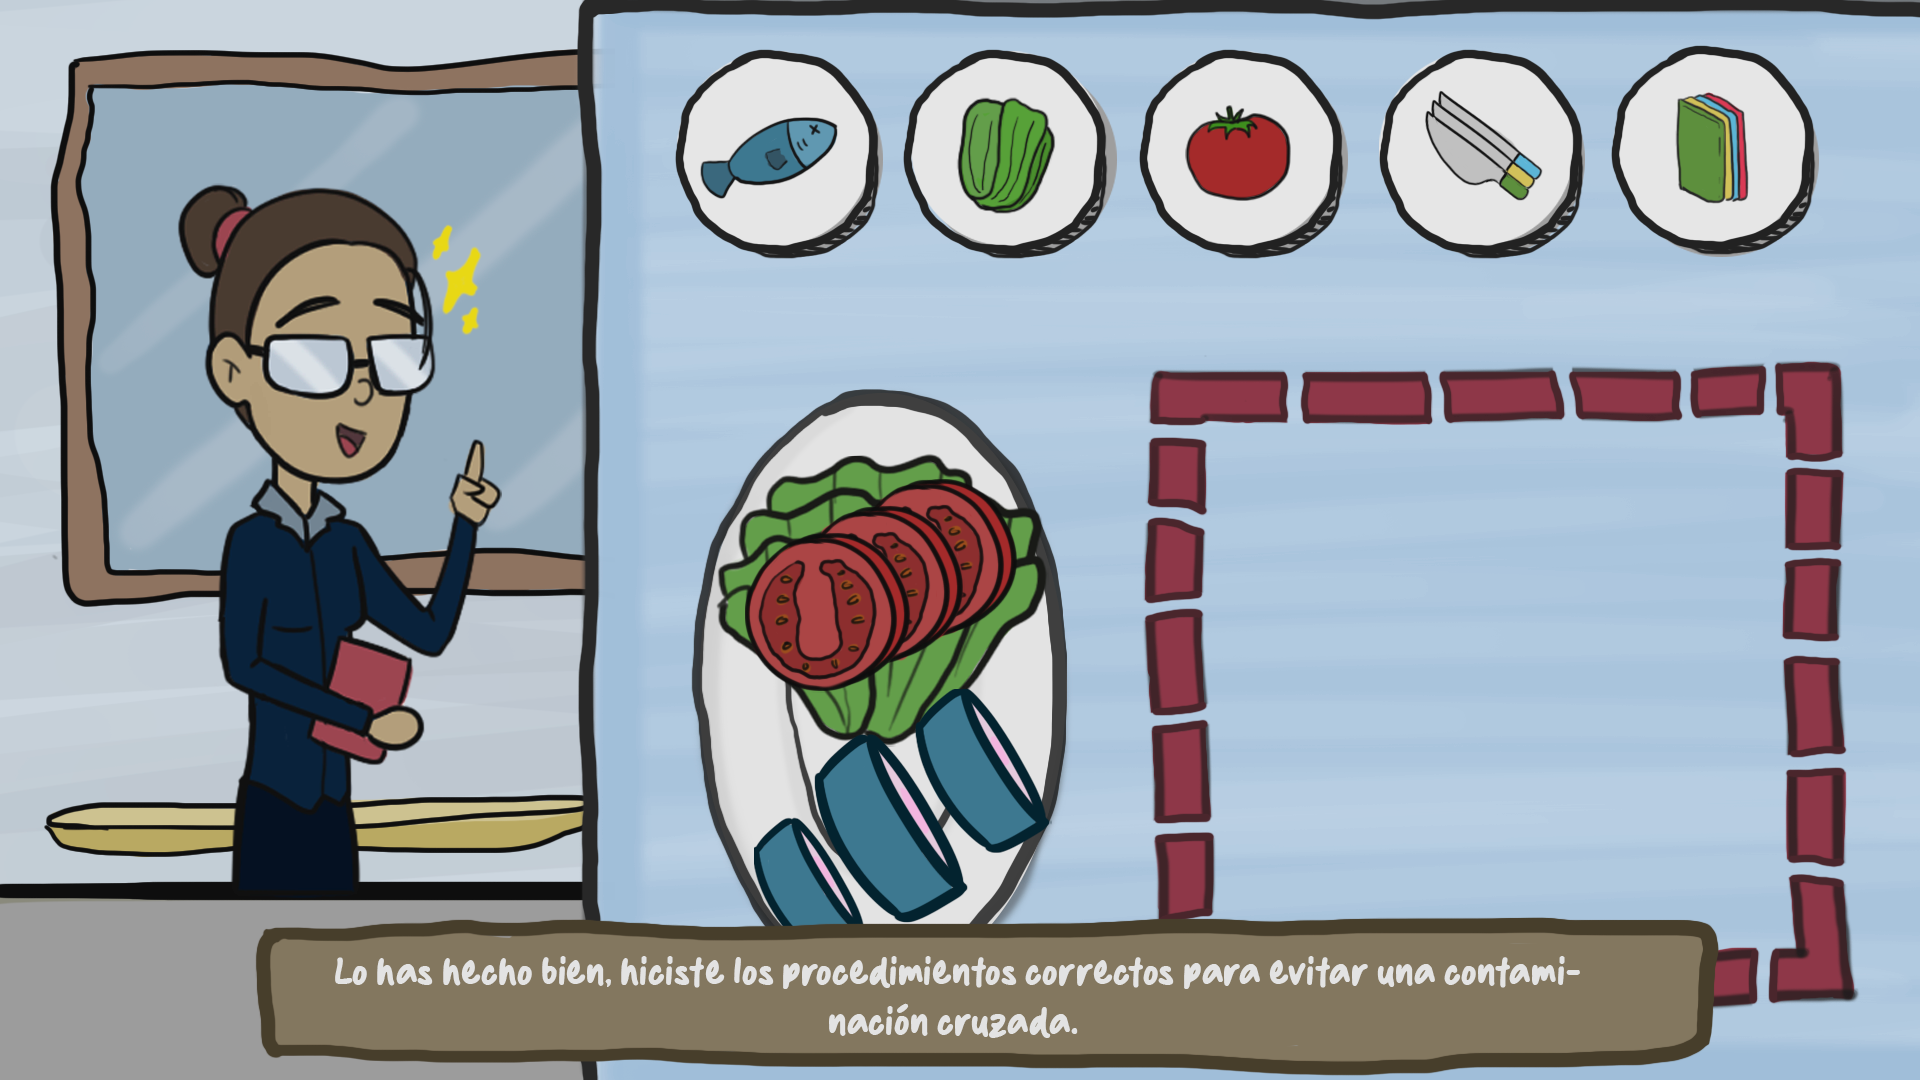 Lo has hecho bien, hiciste los procedimientos correctos para evitar una contami-
nación cruzada.